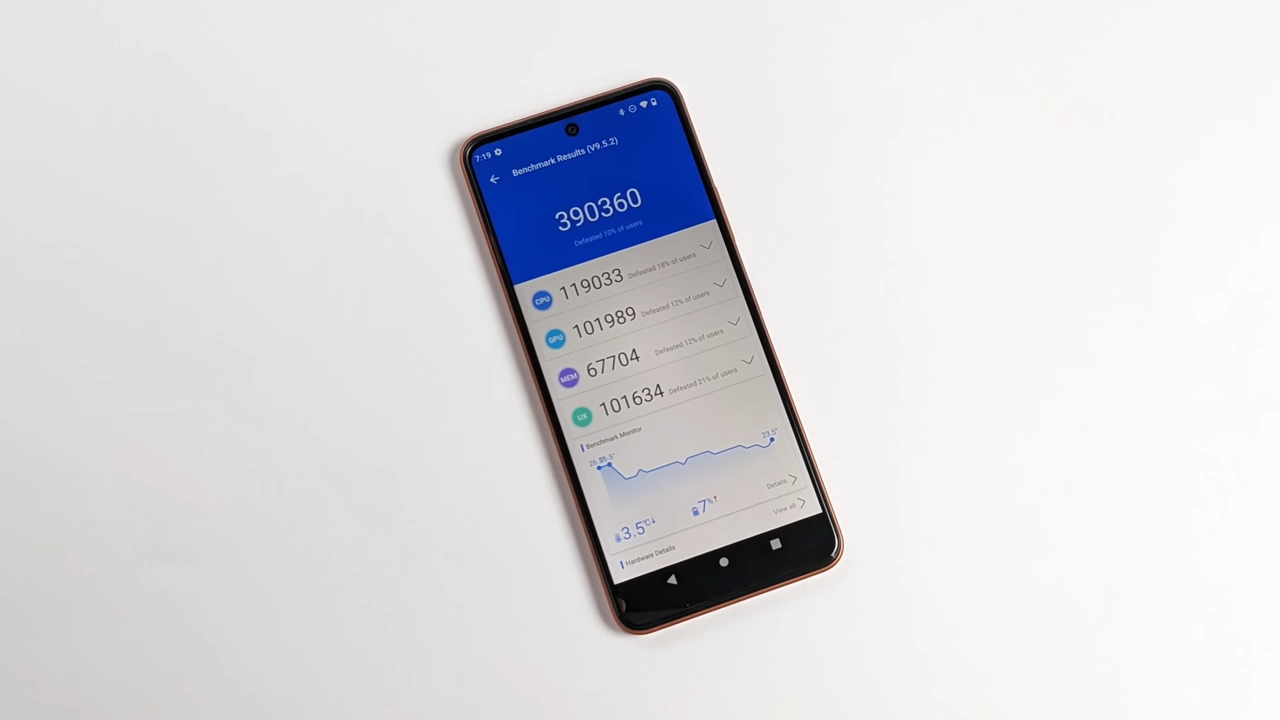 7:19
Benchmark Results (V9.5.2)
390360
Defeated 10% of users
CPU 119033 Defeated 18% of users
GPU 101989 Defeated 12% of users
MEM 67704 Defeated 12% of users
UX 101634 Defeated 21% of users
Benchmark Monitor
23.5°
3.5°C 7%
Details
View all
Hardware Details